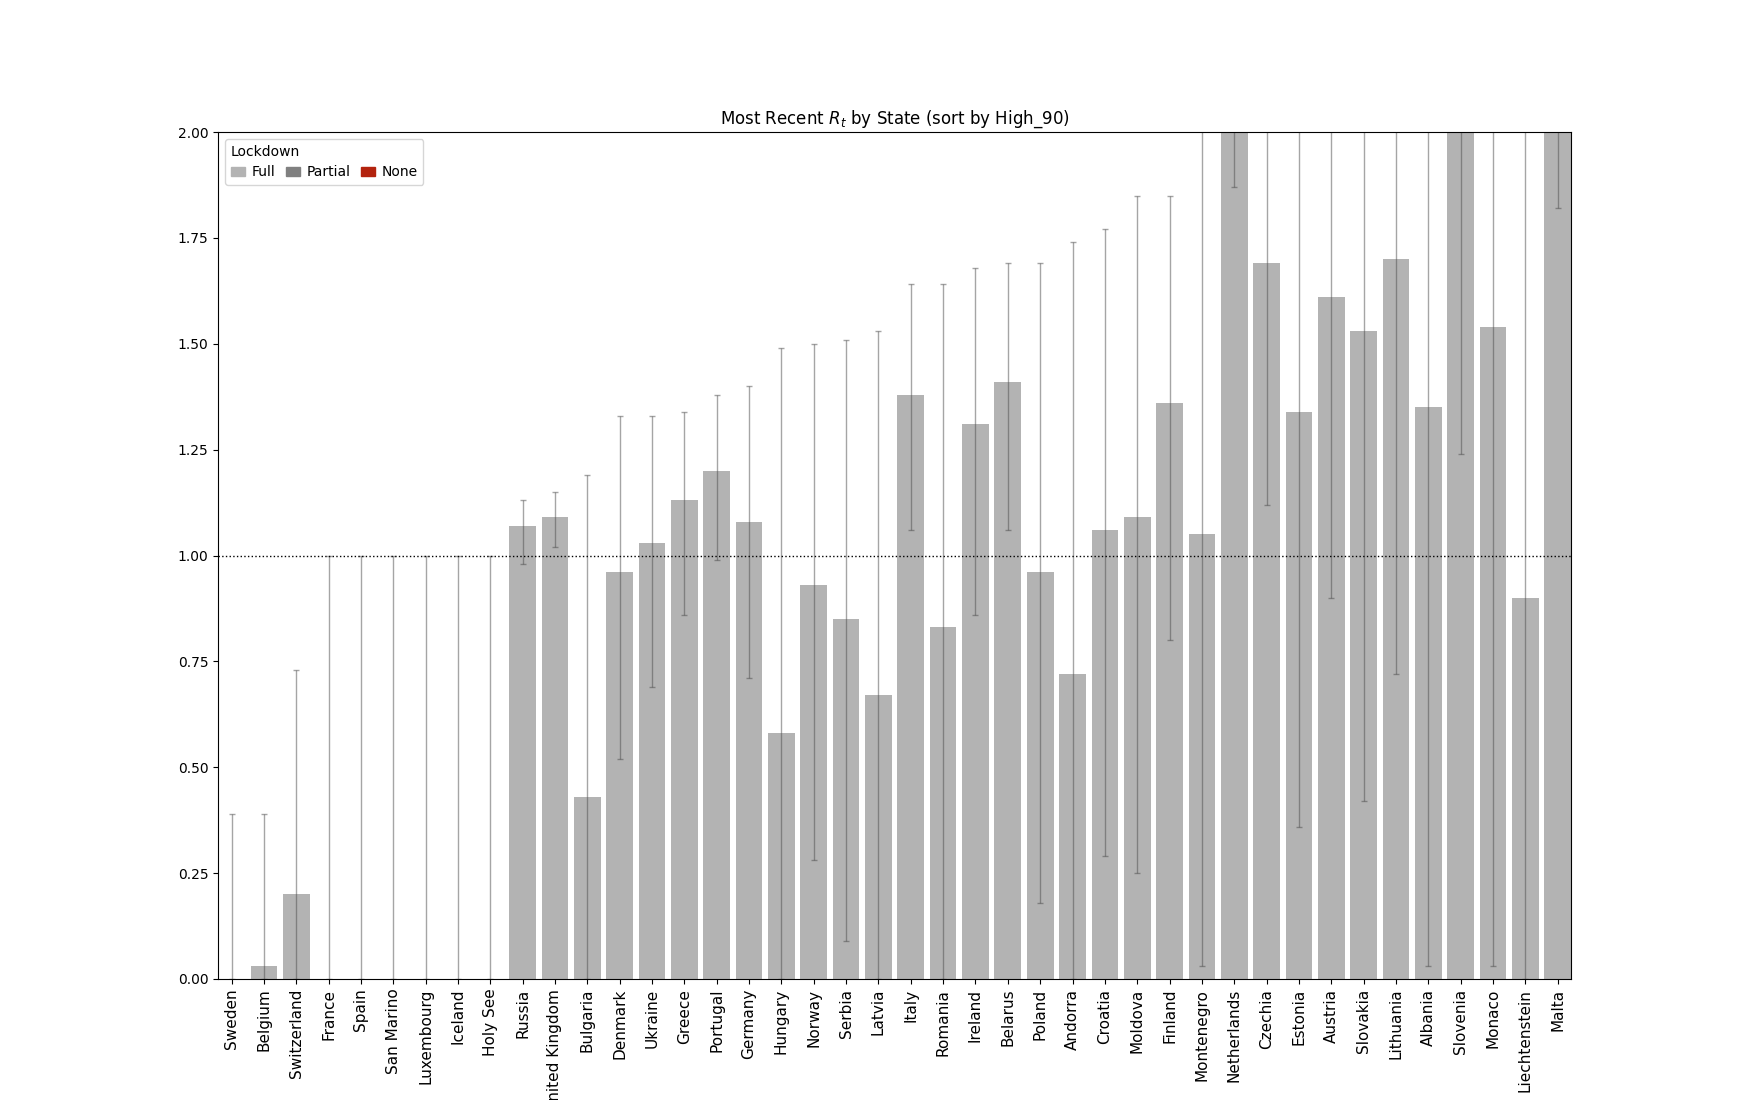 Most Recent R_t by State (sort by High_90)
Lockdown
Full Partial None
2.00
1.75
1.50
1.25
1.00
0.75
0.50
0.25
0.00
Sweden
Belgium
Switzerland
France
Spain
San Marino
Luxembourg
Iceland
Holy See
Russia
nited Kingdom
Bulgaria
Denmark
Ukraine
Greece
Portugal
Germany
Hungary
Norway
Serbia
Latvia
Italy
Romania
Ireland
Belarus
Poland
Andorra
Croatia
Moldova
Finland
Montenegro
Netherlands
Czechia
Estonia
Austria
Slovakia
Lithuania
Albania
Slovenia
Monaco
Liechtenstein
Malta